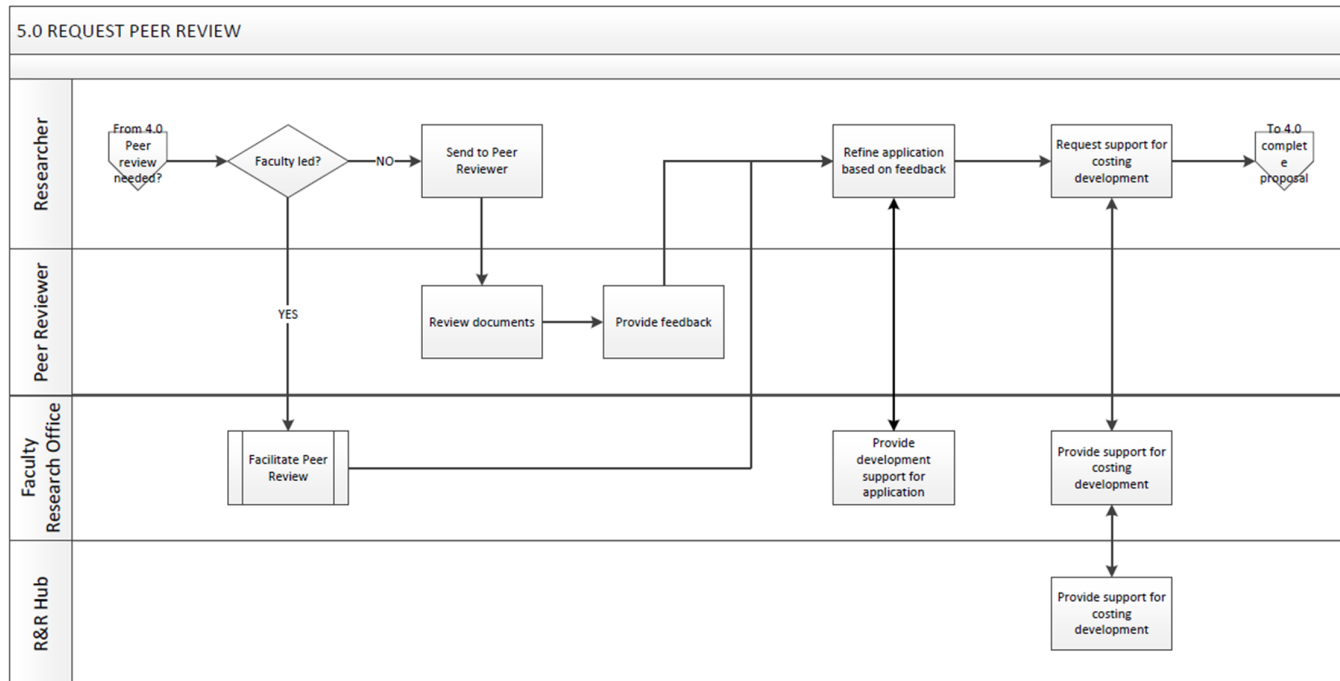 5.0 REQUEST PEER REVIEW
Researcher
From 4.0
Peer
review
needed?
Faculty led?
NO
Send to Peer
Reviewer
Refine application
based on feedback
Request support for
costing
development
To 4.0
complet
e
proposal
Peer Reviewer
YES
Review documents
Provide feedback
Faculty
Research Office
Facilitate Peer
Review
Provide
development
support for
application
Provide support for
costing
development
R&R Hub
Provide support for
costing
development